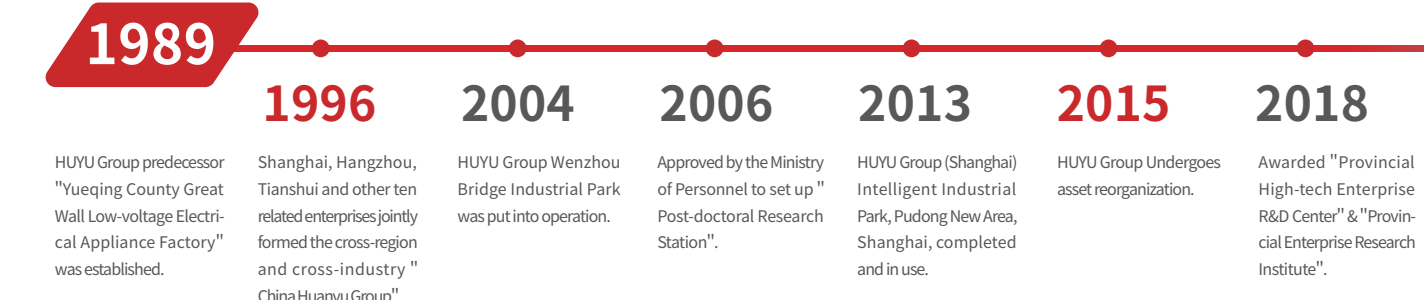 1989
HUYU Group predecessor
"Yueqing County Great
Wall Low-voltage Electri-
cal Appliance Factory"
was established.
1996
Shanghai, Hangzhou,
Tianshui and other ten
related enterprises jointly
formed the cross-region
and cross-industry "
China Huanyu Group"
2004
HUYU Group Wenzhou
Bridge Industrial Park
was put into operation.
2006
Approved by the Ministry
of Personnel to set up "
Post-doctoral Research
Station".
2013
HUYU Group (Shanghai)
Intelligent Industrial
Park, Pudong New Area,
Shanghai, completed
and in use.
2015
HUYU Group Undergoes
asset reorganization.
2018
Awarded "Provincial
High-tech Enterprise
R&D Center" & "Provin-
cial Enterprise Research
Institute".